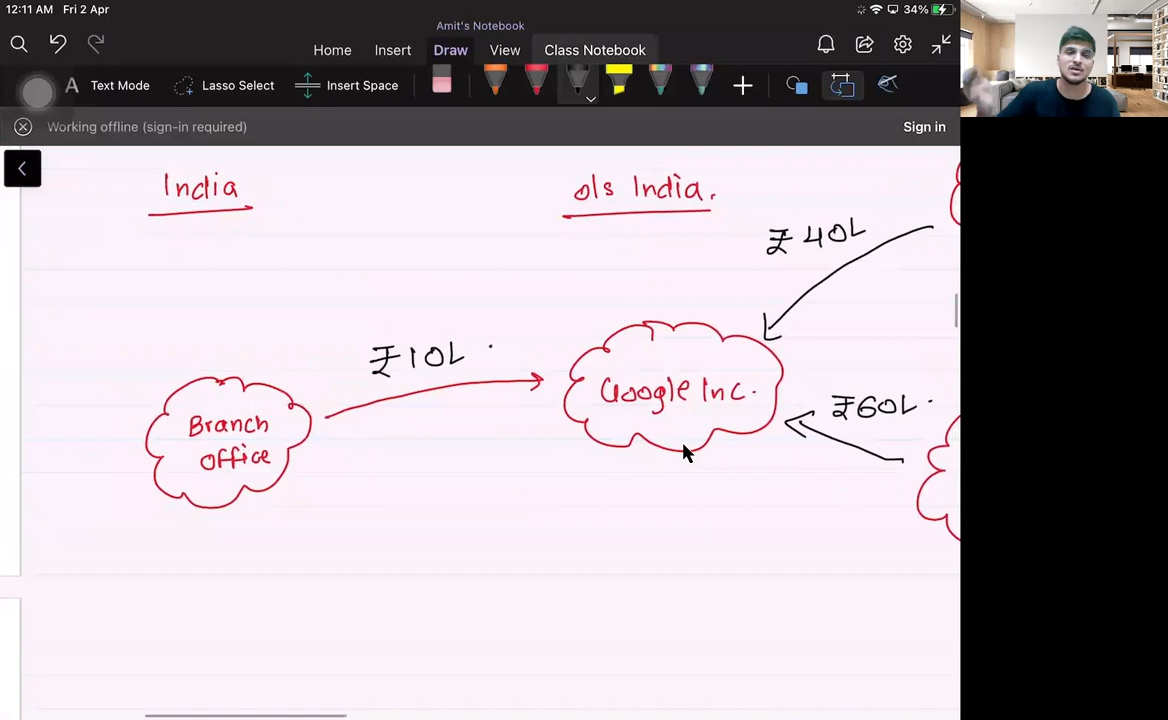 12:11 AM Fri 2 Apr
34%
Amit's Notebook
Home Insert Draw View Class Notebook
Text Mode Lasso Select Insert Space
Working offline (sign-in required) Sign in
India
ols India.
₹ 40L
₹10L
Google Inc.
₹60L
Branch
office